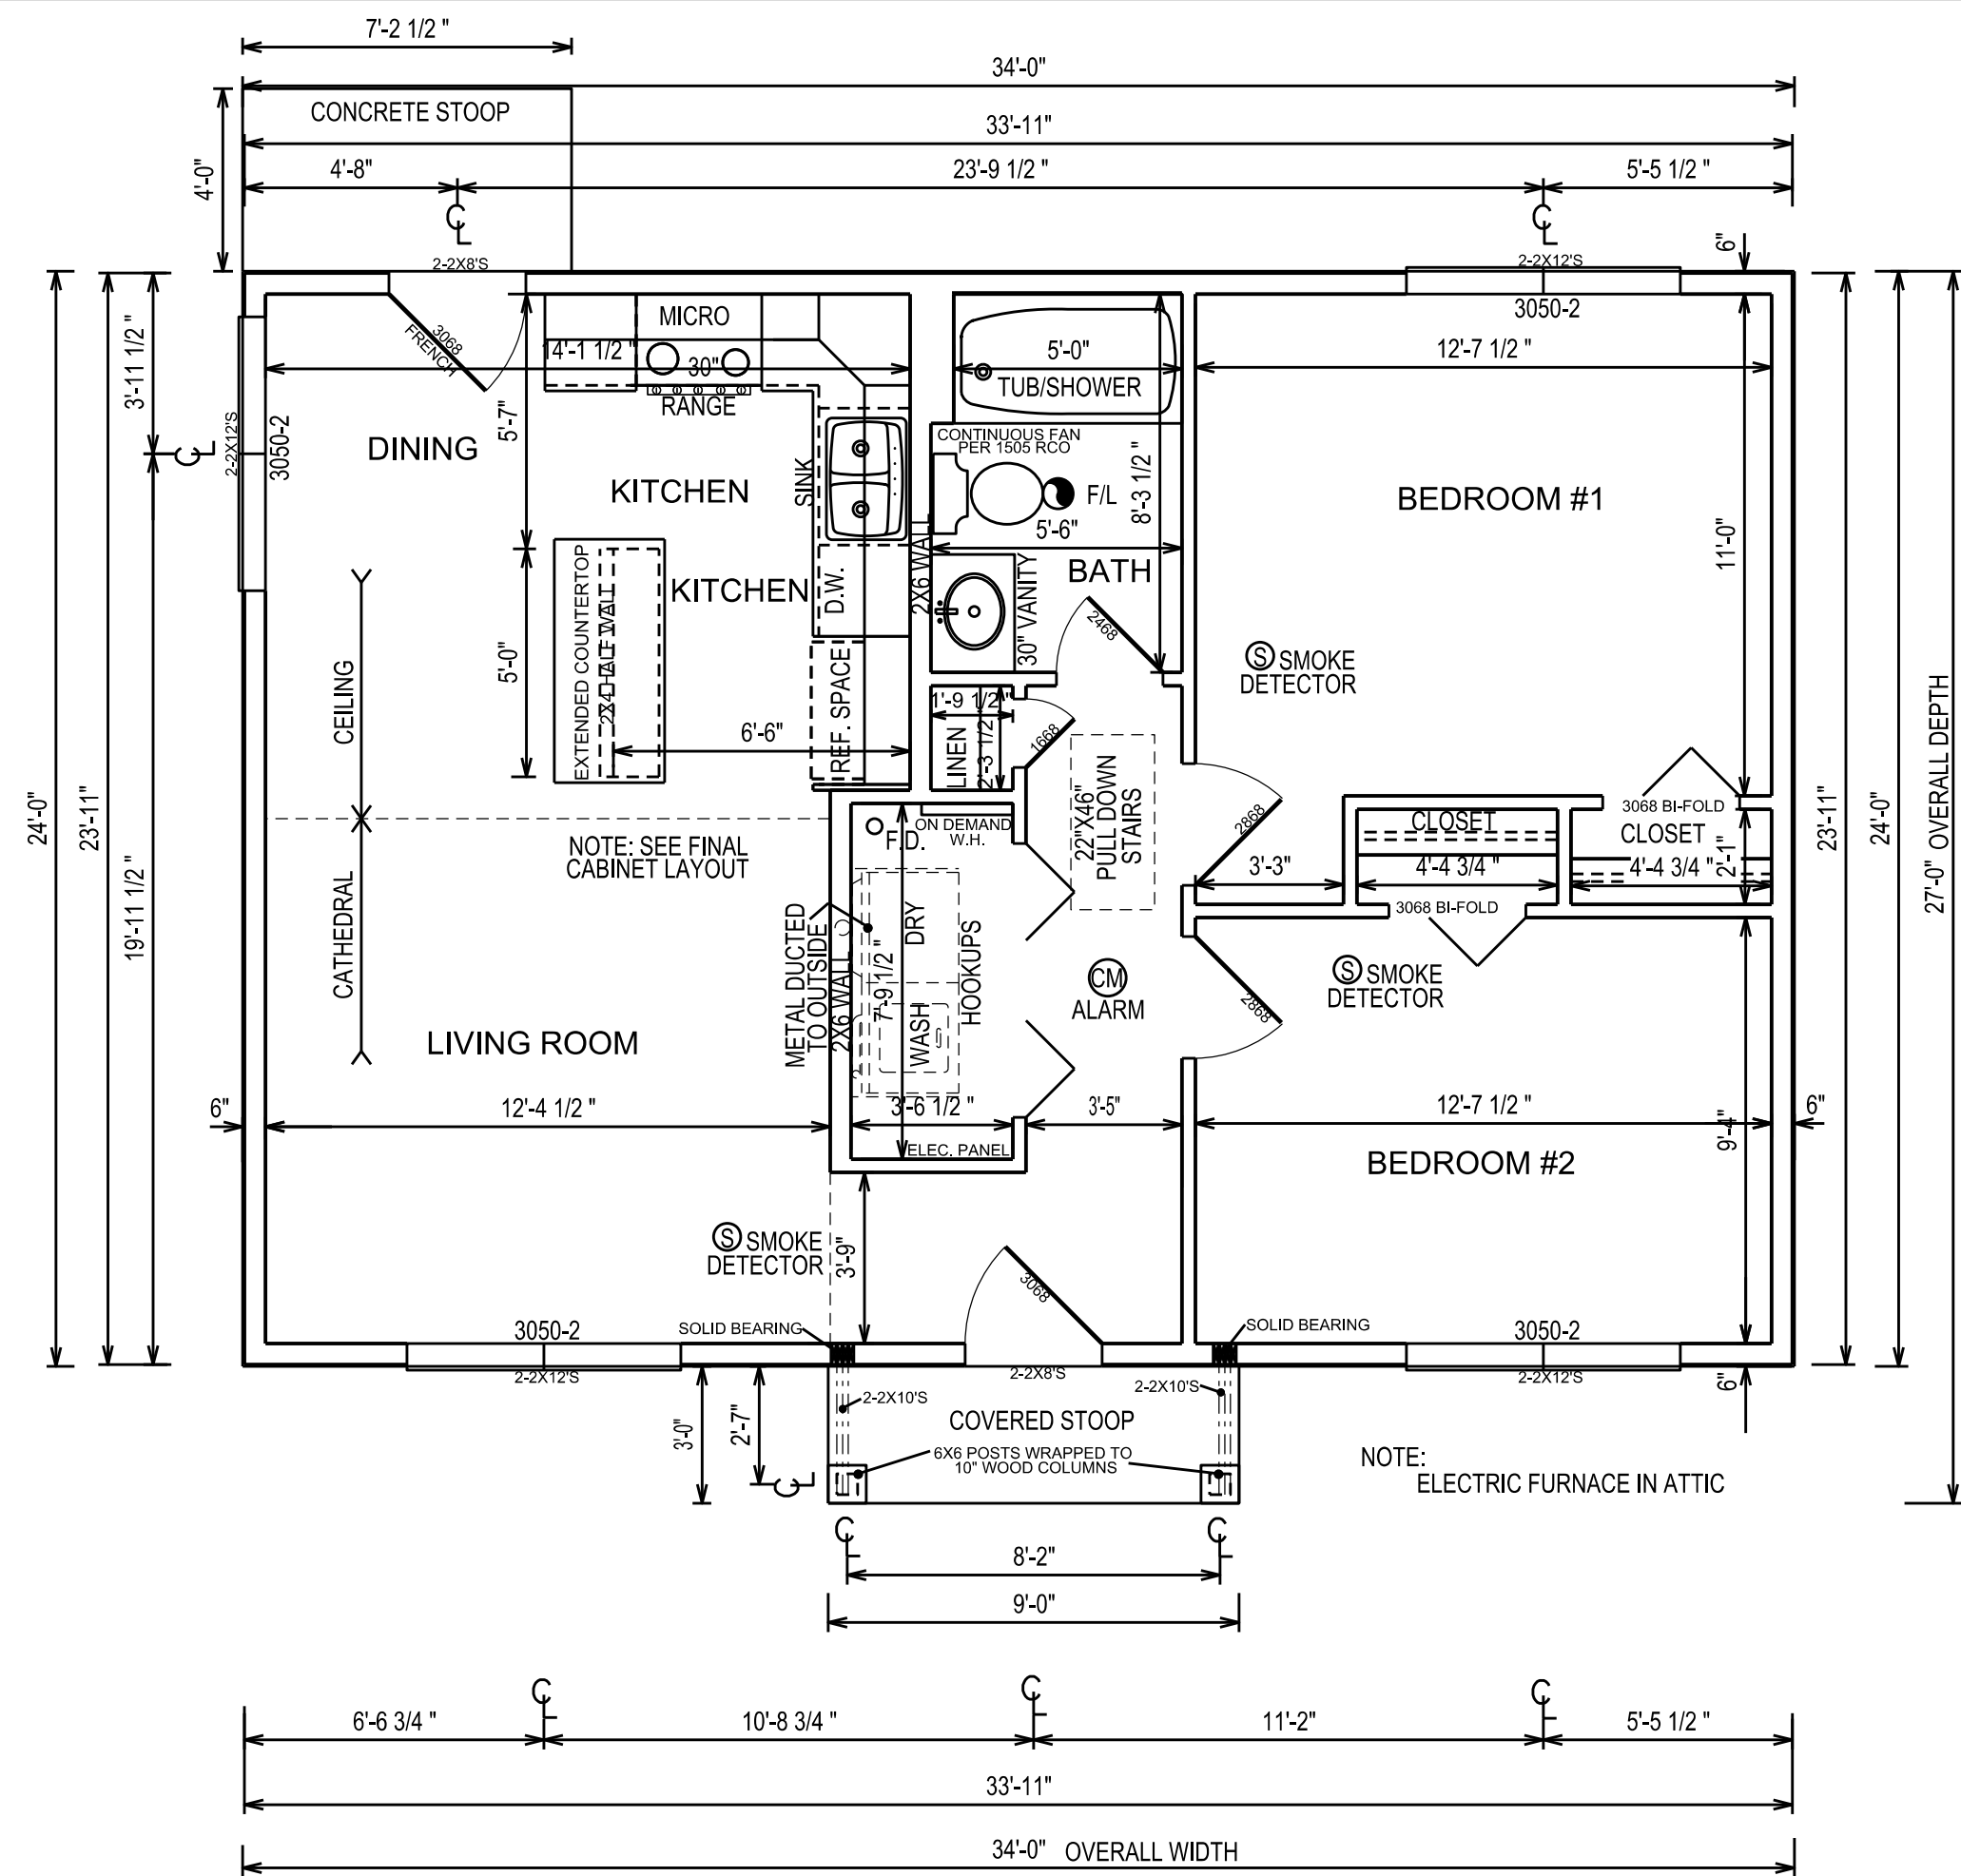 7'-2 1/2 "
34'-0"
CONCRETE STOOP
33'-11"
4'-8"
23'-9 1/2 "
5'-5 1/2 "
4'-0"
CL
CL
6"
2-2X8'S
2-2X12'S
3050-2
3'-11 1/2 "
2-2X12'S
3050-2
CL
3068
FRENCH
MICRO
14'-1 1/2 "
30"
RANGE
5'-0"
TUB/SHOWER
12'-7 1/2 "
DINING
5'-7"
KITCHEN
SINK
CONTINUOUS FAN
PER 1505 RCO
F/L
8'-3 1/2 "
5'-6"
BEDROOM #1
11'-0"
KITCHEN
D.W.
2X6 WALL
30" VANITY
BATH
2468
EXTENDED COUNTERTOP
2X4 HALF WALL
5'-0"
6'-6"
REF. SPACE
1'-9 1/2 "
LINEN
2'-3 1/2 "
1668
S SMOKE
DETECTOR
CEILING
CATHEDRAL
24'-0"
23'-11"
19'-11 1/2 "
27'-0" OVERALL DEPTH
23'-11"
24'-0"
NOTE: SEE FINAL
CABINET LAYOUT
F.D.
ON DEMAND
W.H.
22"X46"
PULL DOWN
STAIRS
2868
3'-3"
CLOSET
4'-4 3/4 "
3068 BI-FOLD
CLOSET
4'-4 3/4 "
2'-1"
3068 BI-FOLD
METAL DUCTED
TO OUTSIDE
2X6 WALL
7'-9 1/2 "
DRY
WASH
HOOKUPS
CM
ALARM
2868
S SMOKE
DETECTOR
LIVING ROOM
6"
12'-4 1/2 "
3'-6 1/2 "
3'-5"
12'-7 1/2 "
9'-4"
6"
ELEC. PANEL
BEDROOM #2
S SMOKE
DETECTOR
3'-9"
3068
3050-2
SOLID BEARING
SOLID BEARING
3050-2
2-2X12'S
2-2X8'S
2-2X12'S
6"
3'-0"
2'-7"
CL
2-2X10'S
2-2X10'S
COVERED STOOP
6X6 POSTS WRAPPED TO
10" WOOD COLUMNS
NOTE:
ELECTRIC FURNACE IN ATTIC
CL
CL
8'-2"
9'-0"
CL
CL
CL
6'-6 3/4 "
10'-8 3/4 "
11'-2"
5'-5 1/2 "
33'-11"
34'-0" OVERALL WIDTH